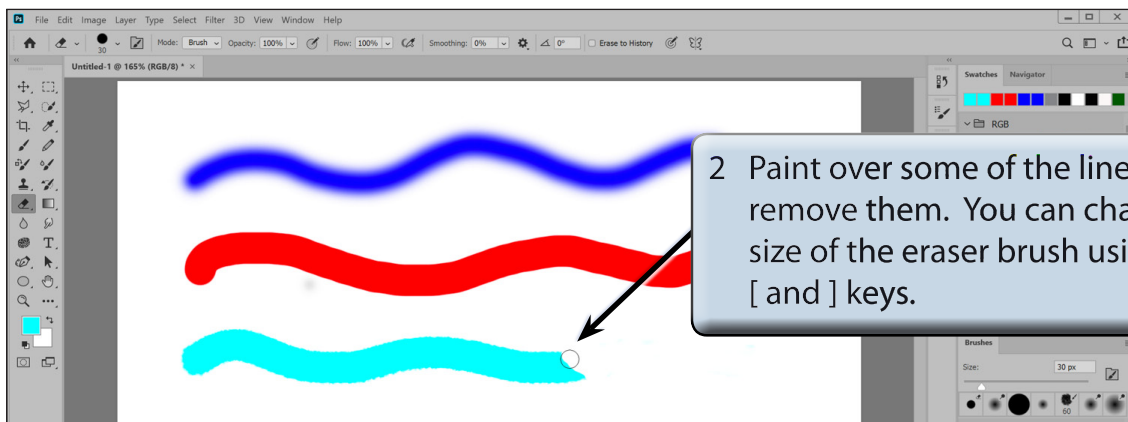 Ps File Edit Image Layer Type Select Filter 3D View Window Help
30 Mode: Brush Opacity: 100% Flow: 100% Smoothing: 0% 0° Erase to History
Untitled-1 @ 165% (RGB/8) * ×
Swatches Navigator
RGB
2 Paint over some of the line
remove them. You can cha
size of the eraser brush usi
[ and ] keys.
Brushes
Size: 30 px
60